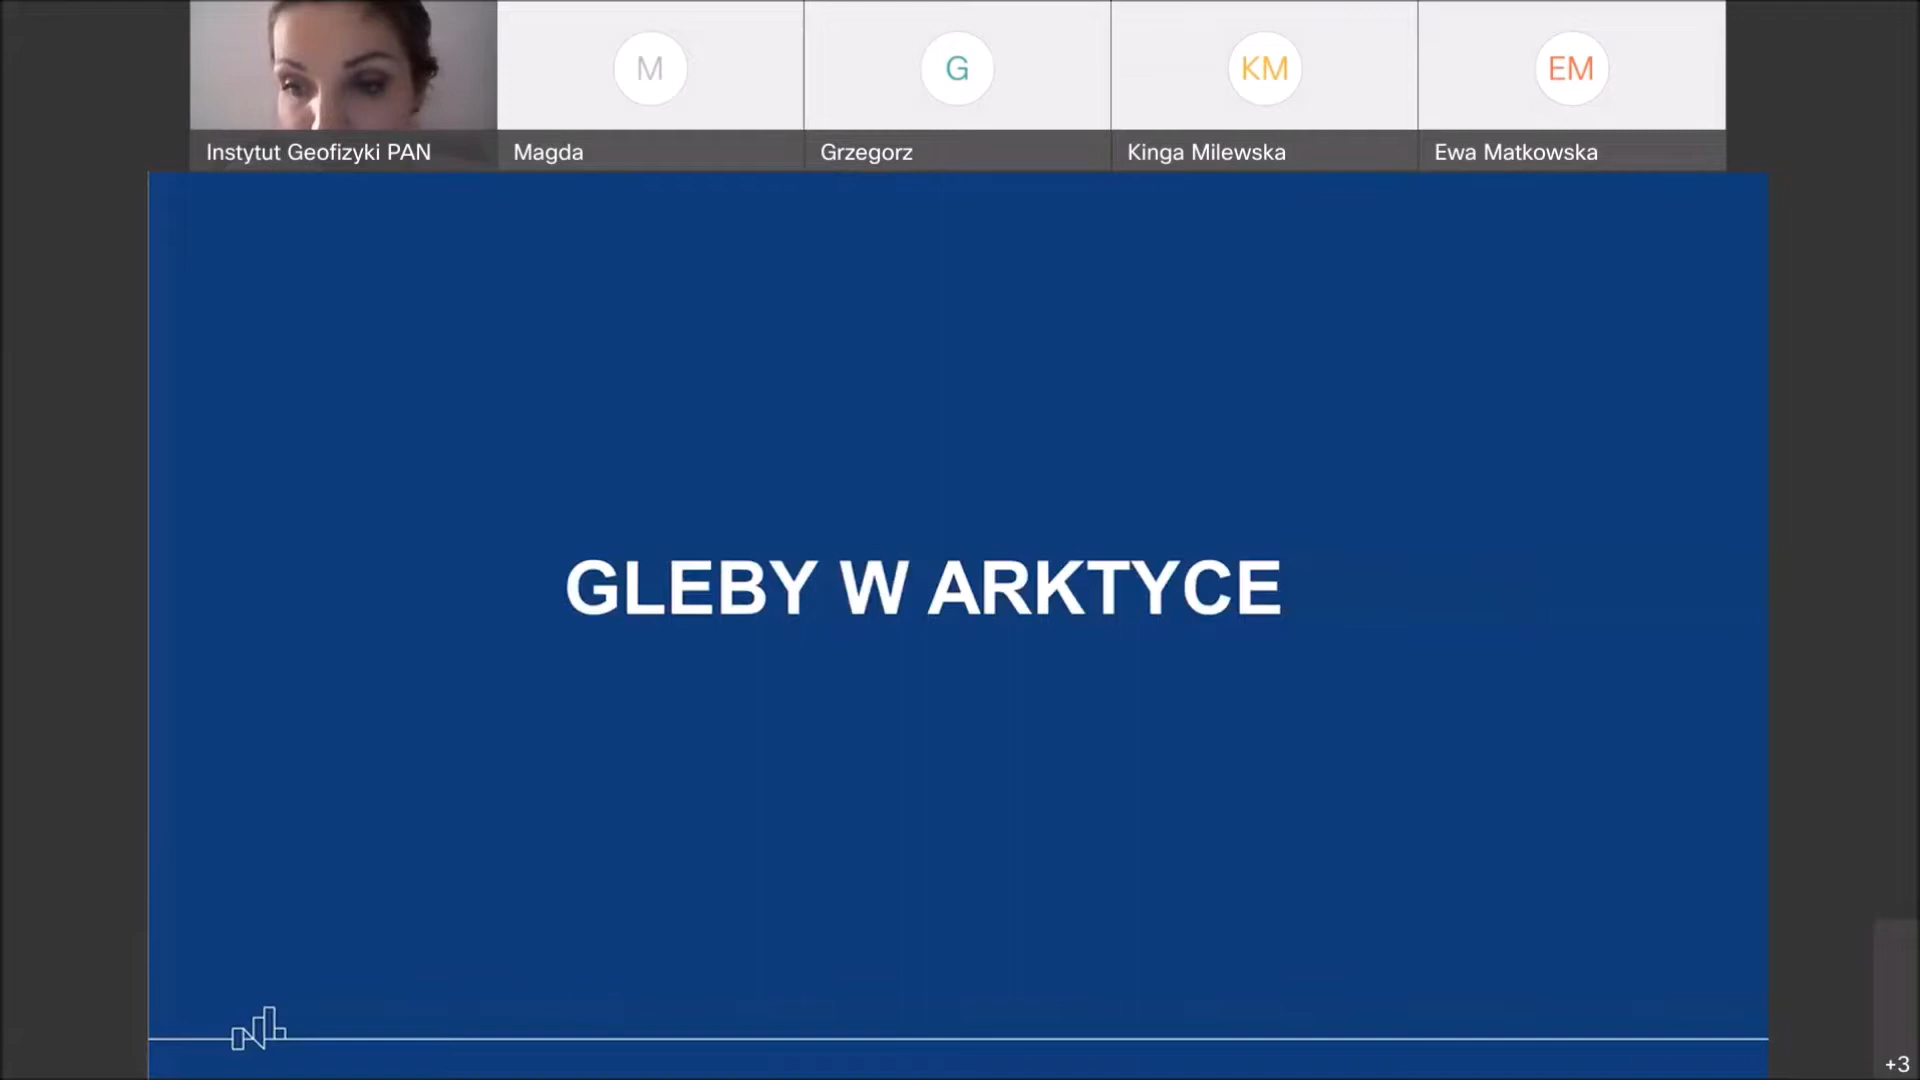 M
G
KM
EM
Instytut Geofizyki PAN
Magda
Grzegorz
Kinga Milewska
Ewa Matkowska
GLEBY W ARKTYCE
+3